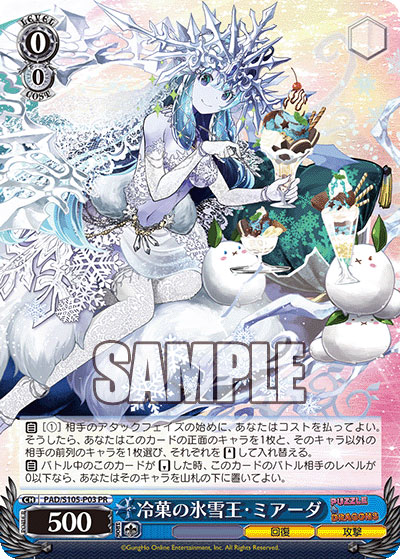 LEVEL
0
0
COST
SAMPLE
自【①】相手のアタックフェイズの始めに、あなたはコストを払ってよい。
そうしたら、あなたはこのカードの正面のキャラを1枚と、そのキャラ以外の
相手の前列のキャラを1枚選び、それぞれを入れ替える。
自 バトル中のこのカードが【リバース】した時、このカードのバトル相手のレベルが
0以下なら、あなたはそのキャラを山札の下に置いてよい。
CH PAD/S105-P03 PR
POWER
500
冷菓の氷雪王・ミアーダ
PUZZLE & DRAGONS
回復
攻撃
©GungHo Online Entertainment, Inc. All Rights Reserved.